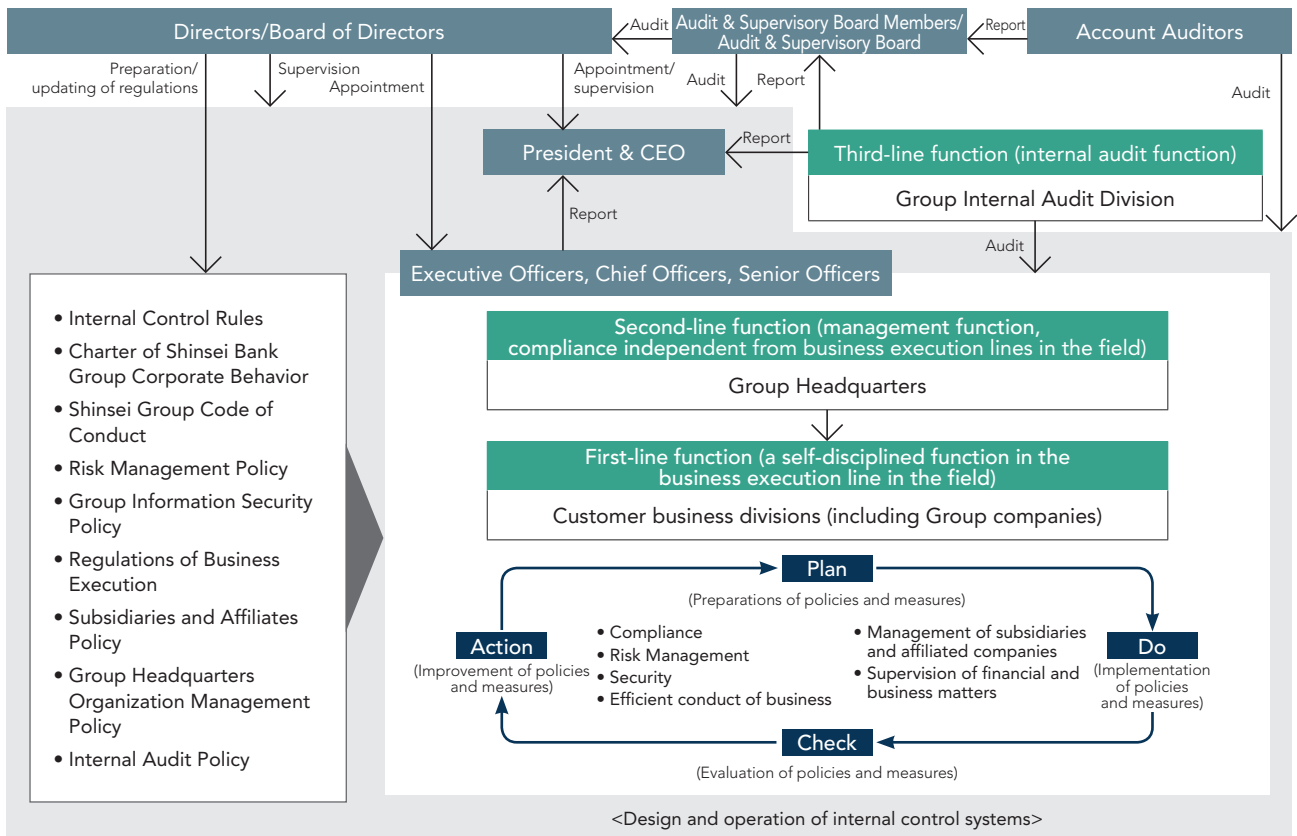 Directors/Board of Directors
Audit
Audit & Supervisory Board Members/
Audit & Supervisory Board
Report
Account Auditors
Preparation/
updating of regulations
Supervision
Appointment
Appointment/
supervision
Audit
Report
Audit
President & CEO
Report
Third-line function (internal audit function)
Group Internal Audit Division
Report
Audit
Executive Officers, Chief Officers, Senior Officers
• Internal Control Rules
• Charter of Shinsei Bank
Group Corporate Behavior
• Shinsei Group Code of
Conduct
• Risk Management Policy
• Group Information Security
Policy
• Regulations of Business
Execution
• Subsidiaries and Affiliates
Policy
• Group Headquarters
Organization Management
Policy
• Internal Audit Policy
Second-line function (management function,
compliance independent from business execution lines in the field)
Group Headquarters
First-line function (a self-disciplined function in the
business execution line in the field)
Customer business divisions (including Group companies)
Plan
(Preparations of policies and measures)
Action
(Improvement of policies
and measures)
• Compliance
• Risk Management
• Security
• Efficient conduct of business
• Management of subsidiaries
and affiliated companies
• Supervision of financial and
business matters
Do
(Implementation
of policies
and measures)
Check
(Evaluation of policies and measures)
<Design and operation of internal control systems>